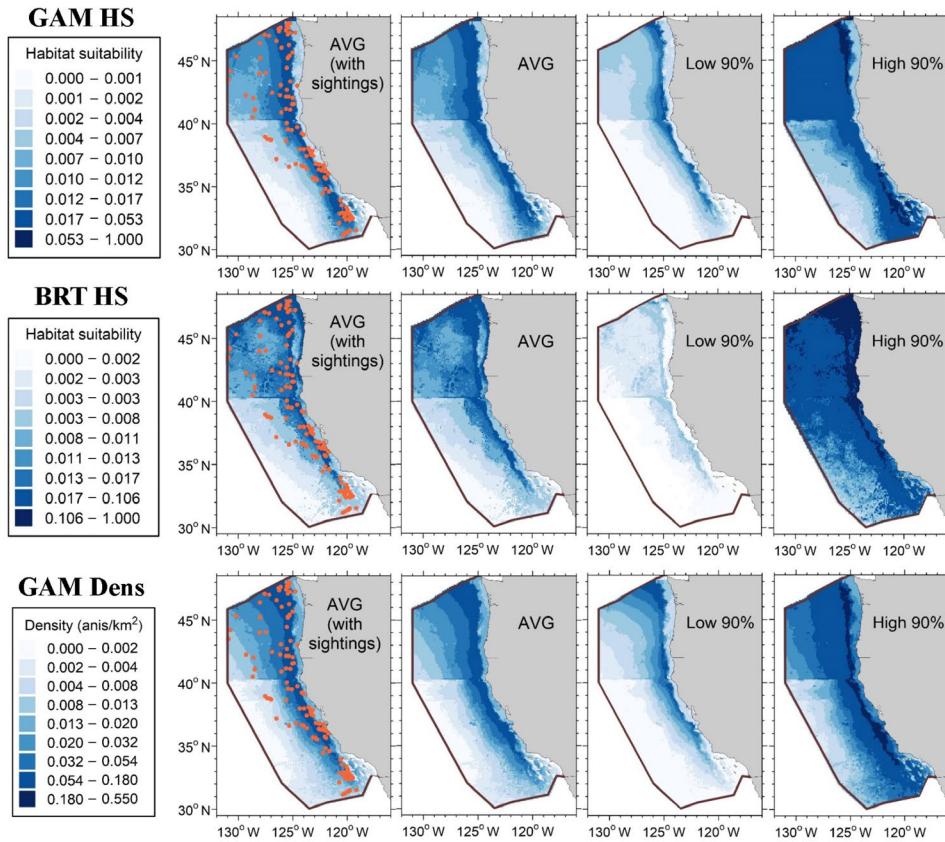 GAM HS
Habitat suitability
0.000 – 0.001
0.001 – 0.002
0.002 – 0.004
0.004 – 0.007
0.007 – 0.010
0.010 – 0.012
0.012 – 0.017
0.017 – 0.053
0.053 – 1.000
45°
40°
35°
30° N
AVG
(with
sightings)
AVG
Low 90%
High 90%
130° W 125° 120° W
130° W 125° 120° W
130° W 125° 120° W
130° W 125° 120° W
BRT HS
Habitat suitability
0.000 – 0.002
0.002 – 0.003
0.003 – 0.003
0.003 – 0.008
0.008 – 0.011
0.011 – 0.013
0.013 – 0.017
0.017 – 0.106
0.106 – 1.000
45°
40°
35°
30° N
AVG
(with
sightings)
AVG
Low 90%
High 90%
130° W 125° 120° W
130° W 125° 120° W
130° W 125° 120° W
130° W 125° 120° W
GAM Dens
Density (anis/km²)
0.000 – 0.002
0.002 – 0.004
0.004 – 0.008
0.008 – 0.013
0.013 – 0.020
0.020 – 0.032
0.032 – 0.054
0.054 – 0.180
0.180 – 0.550
45° N
40° N
35° N
30° N
AVG
(with
sightings)
AVG
Low 90%
High 90%
130° W 125° W 120° W
130° W 125° W 120° W
130° W 125° W 120° W
130° W 125° W 120° W